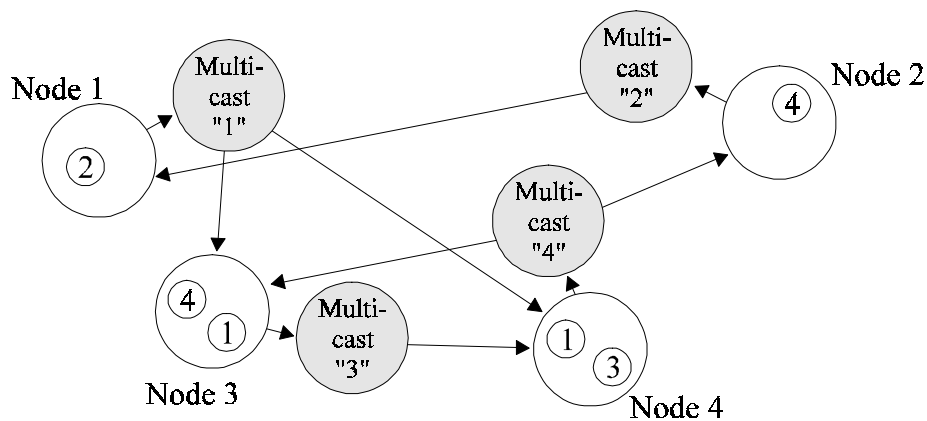 Multi-
cast
"1"
Multi-
cast
"2"
Node 1
Node 2
2
4
Multi-
cast
"4"
4
1
Multi-
cast
"3"
1
3
Node 3
Node 4